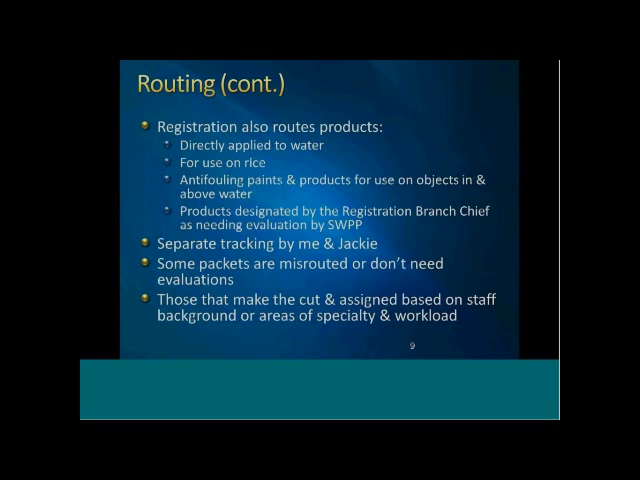 Routing (cont.)
Registration also routes products:
Directly applied to water
For use on rice
Antifouling paints & products for use on objects in &
above water
Products designated by the Registration Branch Chief
as needing evaluation by SWPP
Separate tracking by me & Jackie
Some packets are misrouted or don't need
evaluations
Those that make the cut & assigned based on staff
background or areas of specialty & workload
9